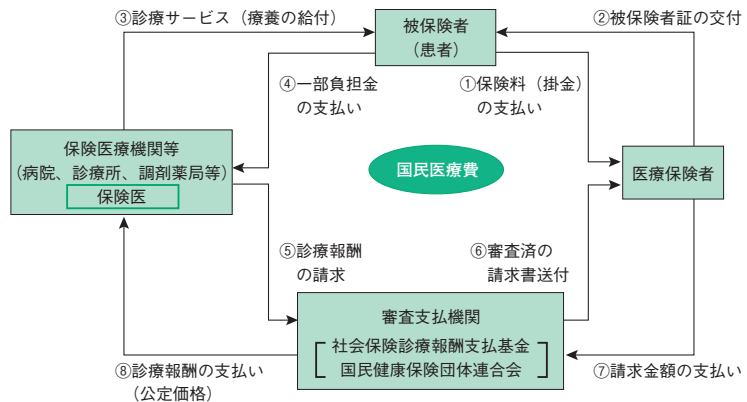 ③診療サービス（療養の給付）
被保険者
（患者）
②被保険者証の交付
④一部負担金
の支払い
①保険料（掛金）
の支払い
保険医療機関等
（病院、診療所、調剤薬局等）
保険医
国民医療費
医療保険者
⑤診療報酬
の請求
⑥審査済の
請求書送付
審査支払機関
社会保険診療報酬支払基金
国民健康保険団体連合会
⑧診療報酬の支払い
（公定価格）
⑦請求金額の支払い